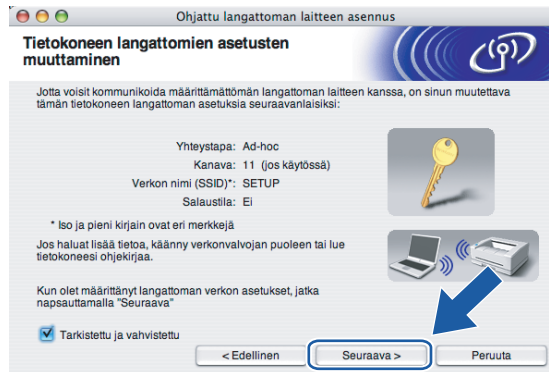 Ohjattu langattoman laitteen asennus
Tietokoneen langattomien asetusten
muuttaminen
Jotta voisit kommunikoida määrittämättömän laitteen kanssa, on sinun muutettava
tämän tietokoneen langattoman asetuksia seuraavanlaisiksi:
Yhteystapa: Ad-hoc
Kanava: 11 (jos käytössä)
Verkon nimi (SSID)*: SETUP
Salaustila: Ei
* Iso ja pieni kirjain ovat eri merkkejä
Jos haluat lisää tietoa, käänny verkonvalvojan puoleen tai lue
tietokoneesi ohjekirjaa.
Kun olet määrittänyt langattoman verkon asetukset, jatka
napsauttamalla "Seuraava"
Tarkistettu ja vahvistettu
< Edellinen Seuraava > Peruuta